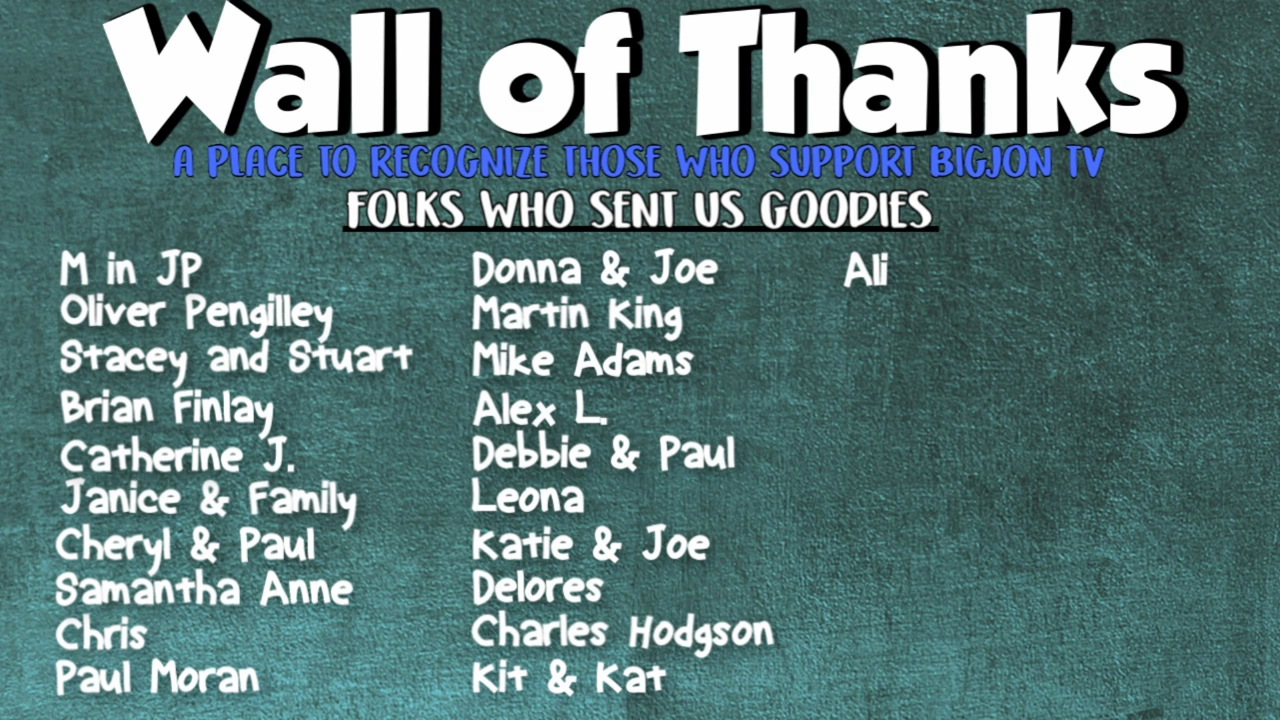 Wall of Thanks
A PLACE TO RECOGNIZE THOSE WHO SUPPORT BIGJON TV
FOLKS WHO SENT US GOODIES
M in JP
Oliver Pengilley
Stacey and Stuart
Brian Finlay
Catherine J.
Janice & Family
Cheryl & Paul
Samantha Anne
Chris
Paul Moran
Donna & Joe
Martin King
Mike Adams
Alex L.
Debbie & Paul
Leona
Katie & Joe
Delores
Charles Hodgson
Kit & Kat
Ali